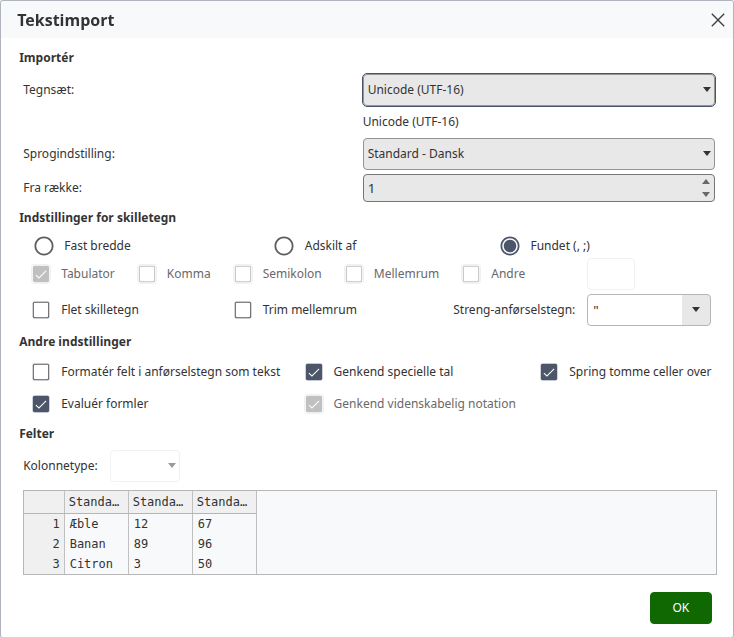 Tekstimport
Importér
Tegnsæt: Unicode (UTF-16)
Unicode (UTF-16)
Sprogindstilling: Standard - Dansk
Fra række: 1
Indstillinger for skilletegn
Fast bredde Adskilt af Fundet (, ;)
Tabulator Komma Semikolon Mellemrum Andre
Flet skilletegn Trim mellemrum Streng-anførselstegn: "
Andre indstillinger
Formatér felt i anførselstegn som tekst Genkend specielle tal Spring tomme celler over
Evaluér formler Genkend videnskabelig notation
Felter
Kolonnetype:
Standa… Standa… Standa…
1 Æble 12 67
2 Banan 89 96
3 Citron 3 50
OK